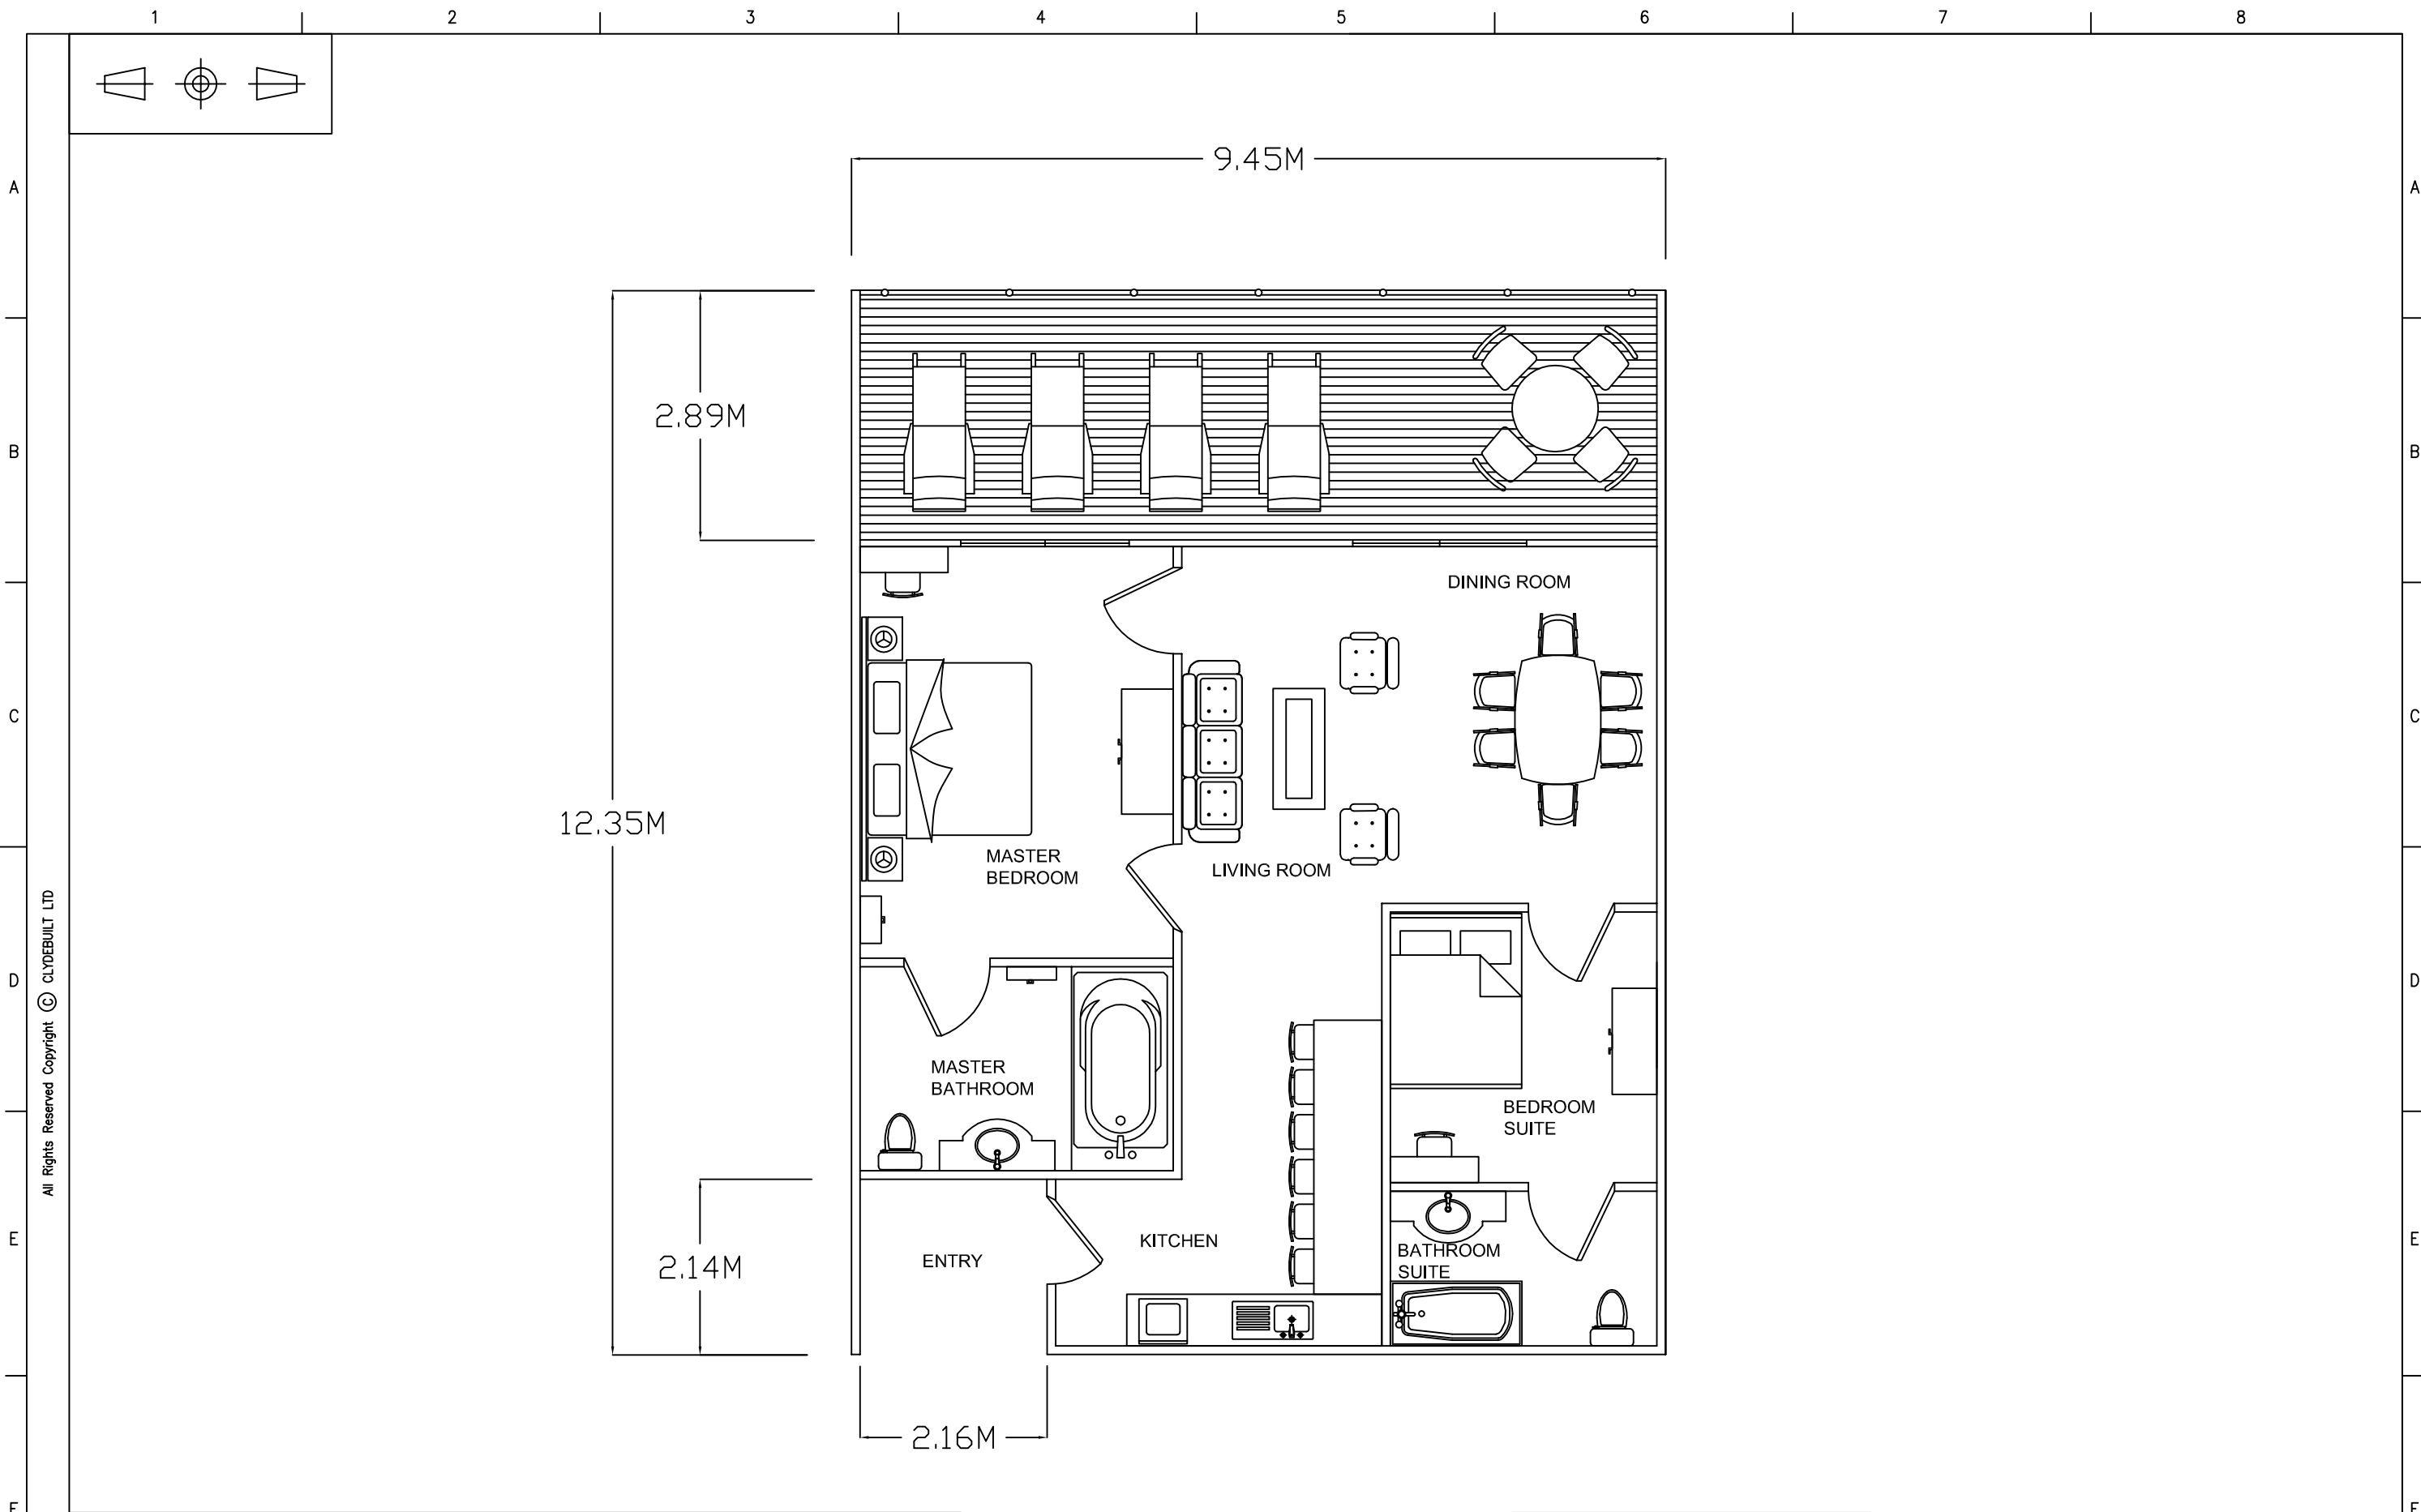 1 2 3 4 5 6 7 8
A A
9.45M
2.89M
B B
DINING ROOM
C C
12.35M
MASTER
BEDROOM
LIVING ROOM
D D
All Rights Reserved Copyright © CLYDEBUILT LTD
MASTER
BATHROOM
BEDROOM
SUITE
E E
2.14M
ENTRY
KITCHEN
BATHROOM
SUITE
2.16M
F F